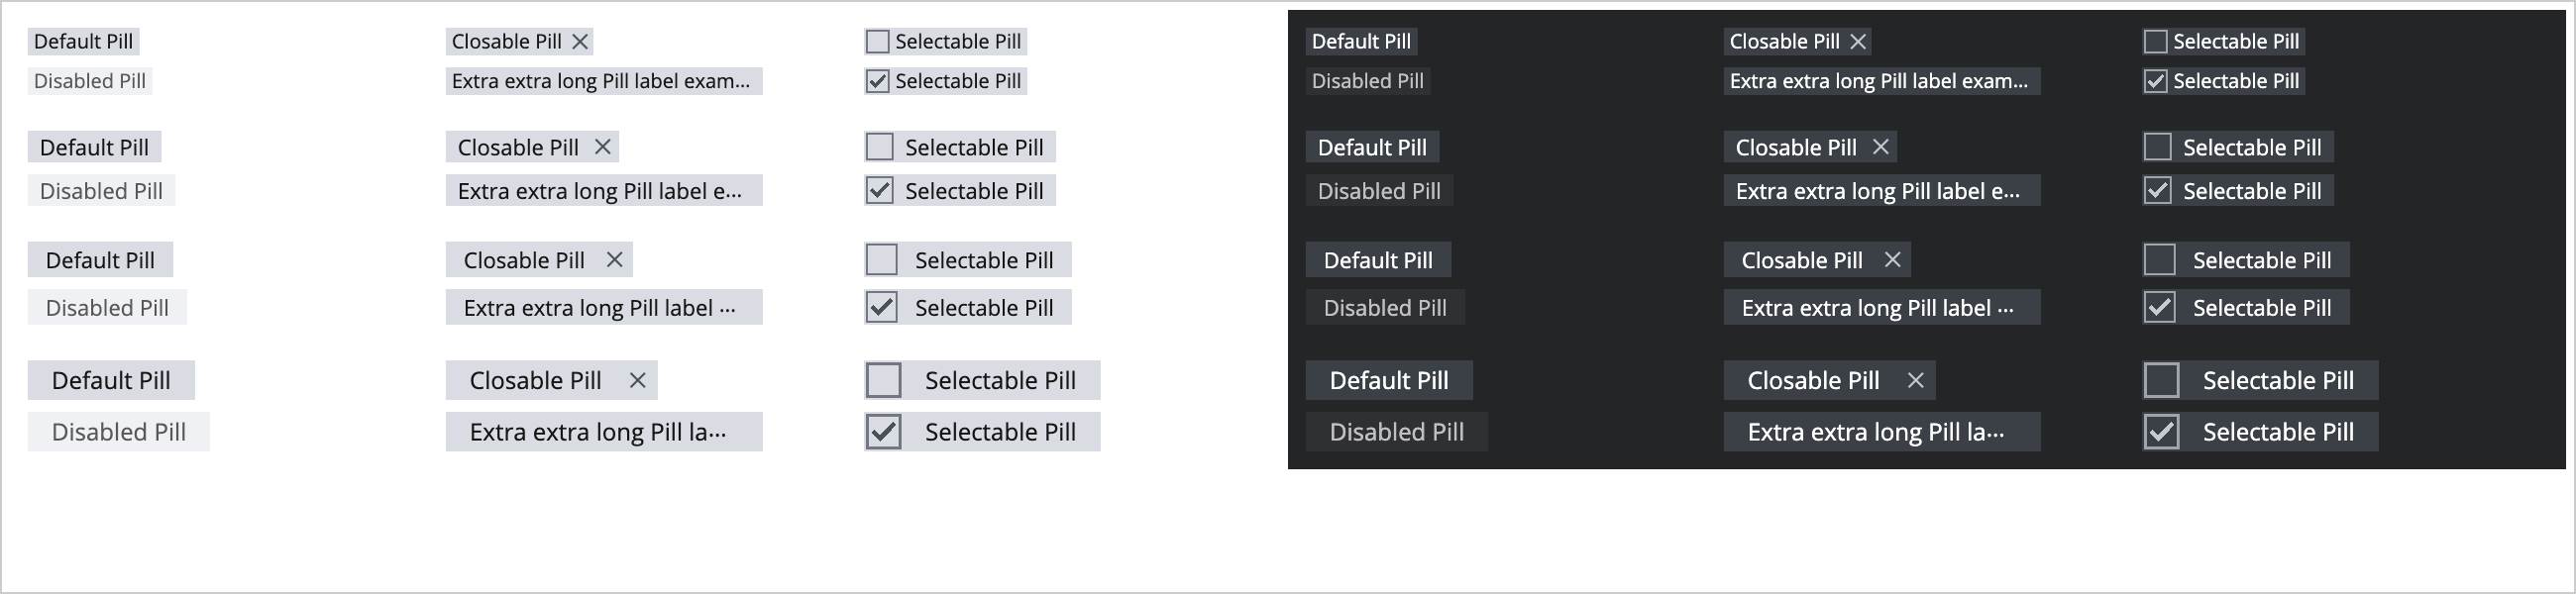 Default Pill Closable Pill Selectable Pill Default Pill Closable Pill Selectable Pill
Disabled Pill Extra extra long Pill label exam... Selectable Pill Disabled Pill Extra extra long Pill label exam... Selectable Pill
Default Pill Closable Pill Selectable Pill Default Pill Closable Pill Selectable Pill
Disabled Pill Extra extra long Pill label e... Selectable Pill Disabled Pill Extra extra long Pill label e... Selectable Pill
Default Pill Closable Pill Selectable Pill Default Pill Closable Pill Selectable Pill
Disabled Pill Extra extra long Pill label ... Selectable Pill Disabled Pill Extra extra long Pill label ... Selectable Pill
Default Pill Closable Pill Selectable Pill Default Pill Closable Pill Selectable Pill
Disabled Pill Extra extra long Pill la... Selectable Pill Disabled Pill Extra extra long Pill la... Selectable Pill